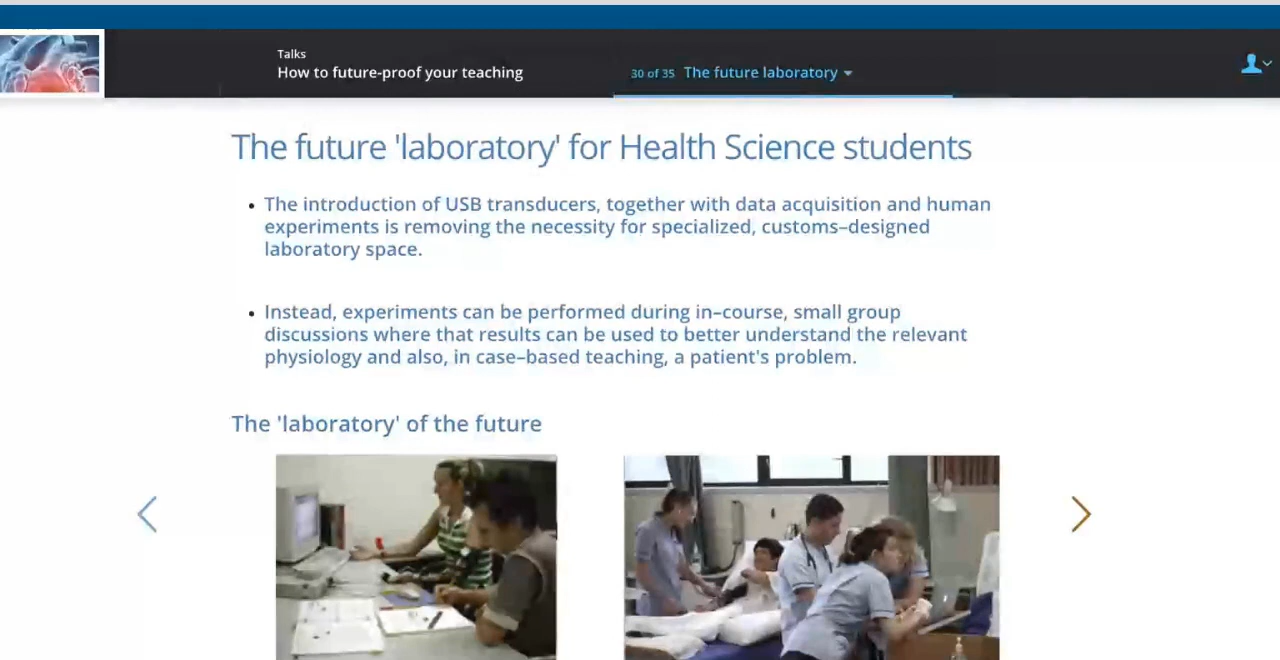 Talks
How to future-proof your teaching
30 of 35 The future laboratory
The future 'laboratory' for Health Science students
• The introduction of USB transducers, together with data acquisition and human
experiments is removing the necessity for specialized, customs-designed
laboratory space.
• Instead, experiments can be performed during in-course, small group
discussions where that results can be used to better understand the relevant
physiology and also, in case-based teaching, a patient's problem.
The 'laboratory' of the future